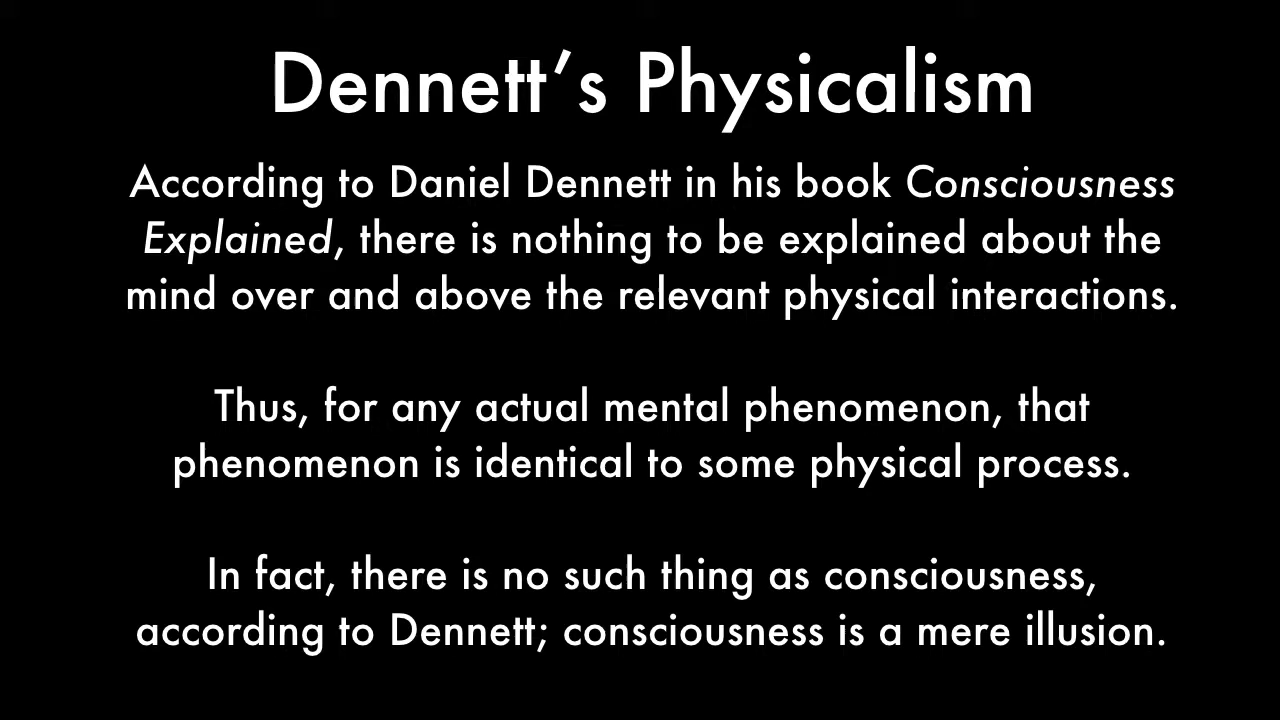 Dennett’s Physicalism
According to Daniel Dennett in his book Consciousness
Explained, there is nothing to be explained about the
mind over and above the relevant physical interactions.
Thus, for any actual mental phenomenon, that
phenomenon is identical to some physical process.
In fact, there is no such thing as consciousness,
according to Dennett; consciousness is a mere illusion.